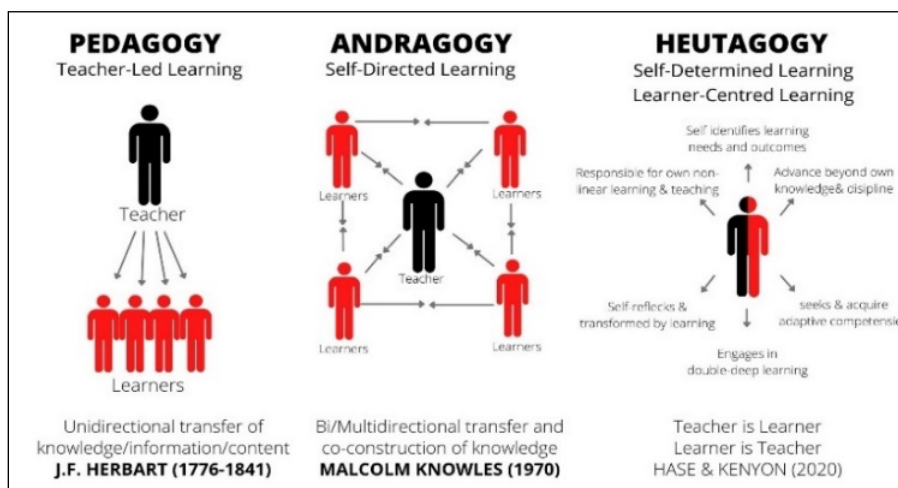 PEDAGOGY
Teacher-Led Learning
Teacher
Learners
Unidirectional transfer of
knowledge/information/content
J.F. HERBART (1776-1841)
ANDRAGOGY
Self-Directed Learning
Learners
Learners
Teacher
Learners
Learners
Bi/Multidirectional transfer and
co-construction of knowledge
MALCOLM KNOWLES (1970)
HEUTAGOGY
Self-Determined Learning
Learner-Centred Learning
Self identifies learning
needs and outcomes
Responsible for own non-
linear learning & teaching
Advance beyond own
knowledge& disipline
Self-reflecks &
transformed by learning
seeks & acquire
adaptive competensie
Engages in
double-deep learning
Teacher is Learner
Learner is Teacher
HASE & KENYON (2020)